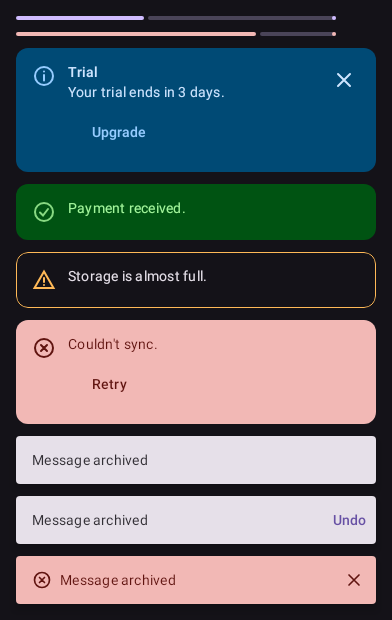 Trial
Your trial ends in 3 days.
Upgrade
Payment received.
Storage is almost full.
Couldn't sync.
Retry
Message archived
Message archived Undo
Message archived